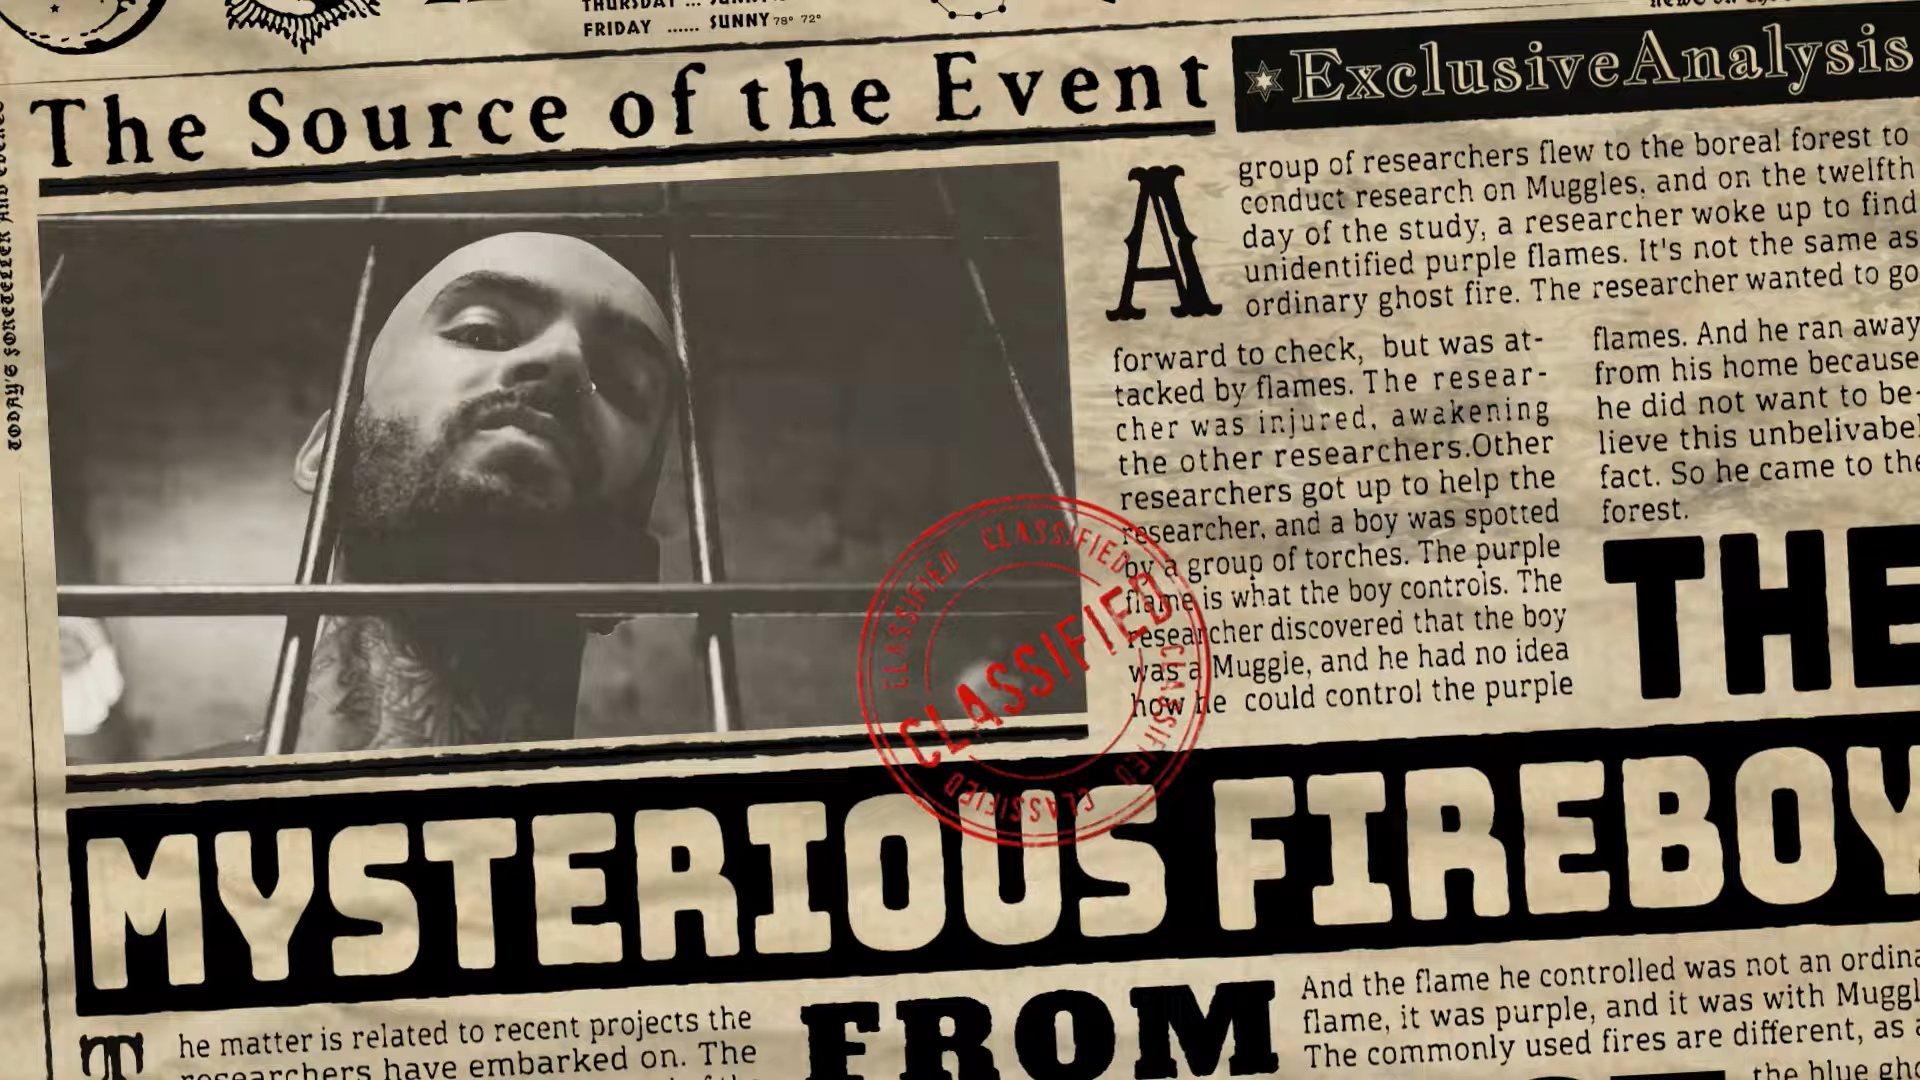 FRIDAY ...... SUNNY 78° 72°
The Source of the Event
ExclusiveAnalysis
TODAY'S FORETELLER AND
A
group of researchers flew to the boreal forest to
conduct research on Muggles, and on the twelfth
day of the study, a researcher woke up to find
unidentified purple flames. It's not the same as
ordinary ghost fire. The researcher wanted to go
forward to check, but was at-
tacked by flames. The resear-
cher was injured, awakening
the other researchers.Other
researchers got up to help the
researcher, and a boy was spotted
by a group of torches. The purple
flame is what the boy controls. The
researcher discovered that the boy
was a Muggle, and he had no idea
how he could control the purple
flames. And he ran away
from his home because
he did not want to be-
lieve this unbelivabel
fact. So he came to the
forest.
CLASSIFIED
CLASSIFIED CLASSIFIED CLASSIFIED CLASSIFIED CLASSIFIED
THE
MYSTERIOUS FIREBOY
T
he matter is related to recent projects the
researchers have embarked on. The
FROM
And the flame he controlled was not an ordina
flame, it was purple, and it was with Muggl
The commonly used fires are different, as a
the blue gho